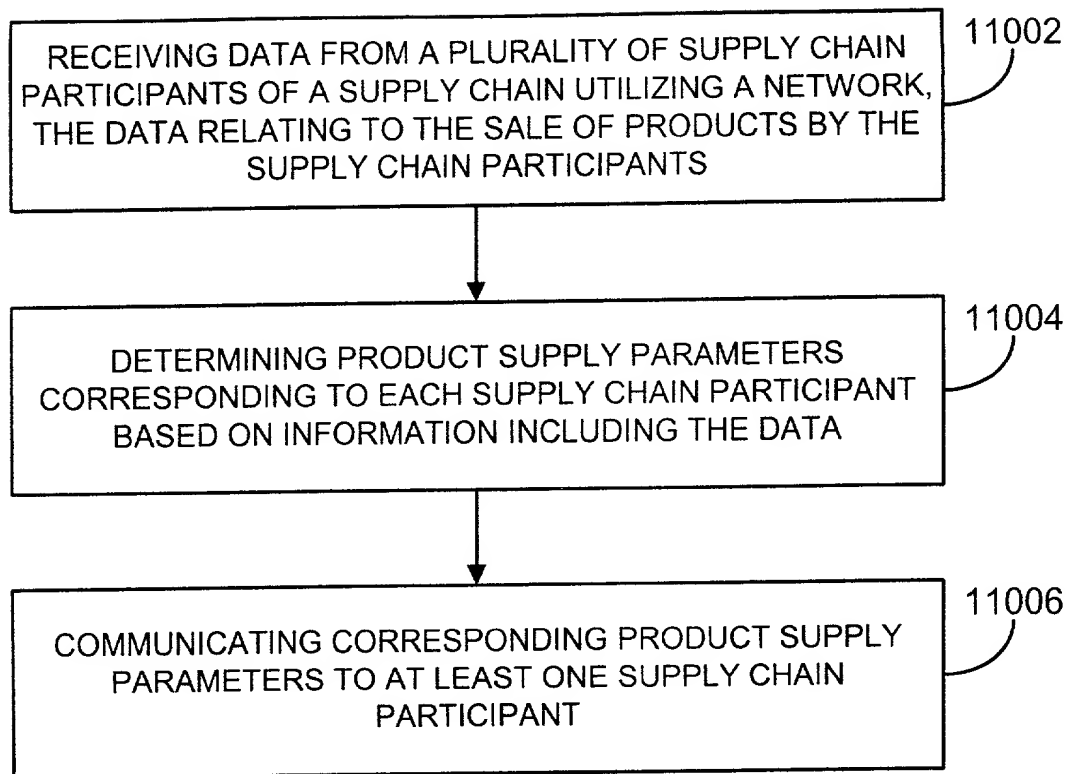 11002
RECEIVING DATA FROM A PLURALITY OF SUPPLY CHAIN
PARTICIPANTS OF A SUPPLY CHAIN UTILIZING A NETWORK,
THE DATA RELATING TO THE SALE OF PRODUCTS BY THE
SUPPLY CHAIN PARTICIPANTS
11004
DETERMINING PRODUCT SUPPLY PARAMETERS
CORRESPONDING TO EACH SUPPLY CHAIN PARTICIPANT
BASED ON INFORMATION INCLUDING THE DATA
11006
COMMUNICATING CORRESPONDING PRODUCT SUPPLY
PARAMETERS TO AT LEAST ONE SUPPLY CHAIN
PARTICIPANT